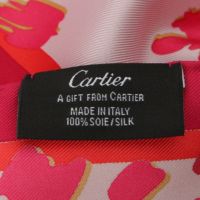 Cartier
A GIFT FROM CARTIER
MADE IN ITALY
100%SOIE/SILK